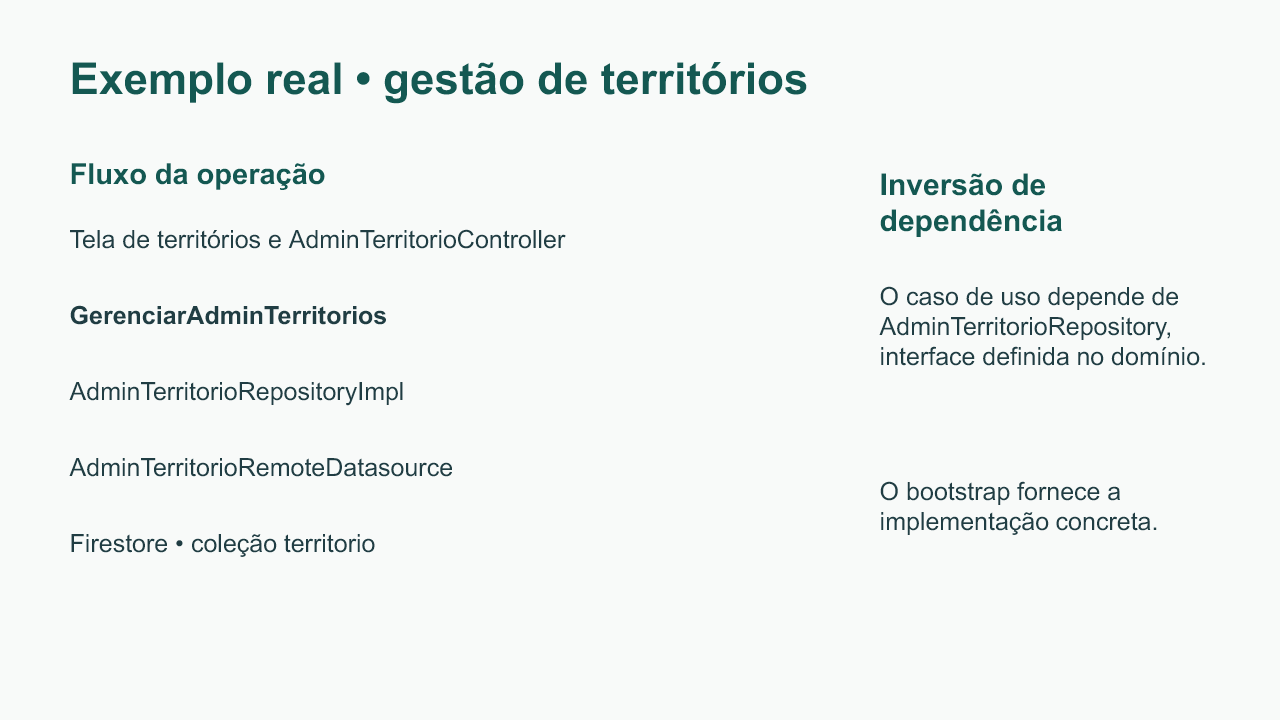 Exemplo real • gestão de territórios
Fluxo da operação
Tela de territórios e AdminTerritorioController
GerenciarAdminTerritorios
AdminTerritorioRepositoryImpl
AdminTerritorioRemoteDatasource
Firestore • coleção territorio
Inversão de
dependência
O caso de uso depende de
AdminTerritorioRepository,
interface definida no domínio.
O bootstrap fornece a
implementação concreta.